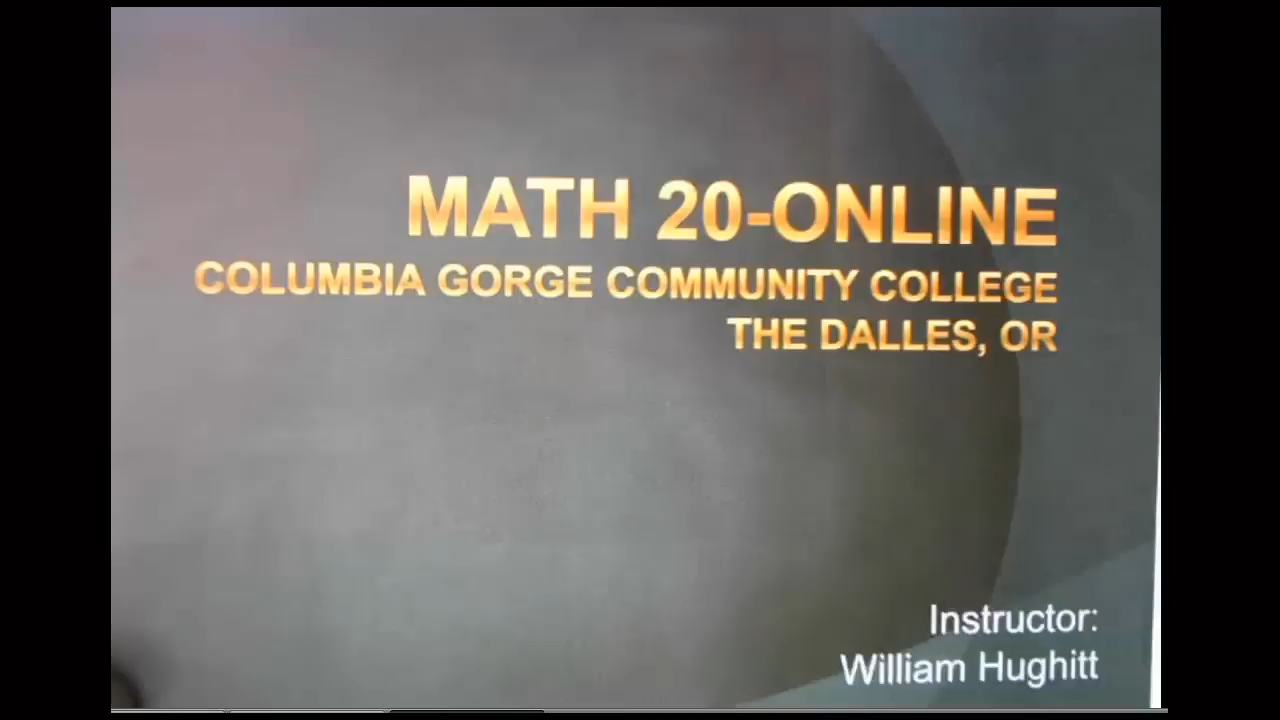 MATH 20-ONLINE
COLUMBIA GORGE COMMUNITY COLLEGE
THE DALLES, OR
Instructor:
William Hughitt